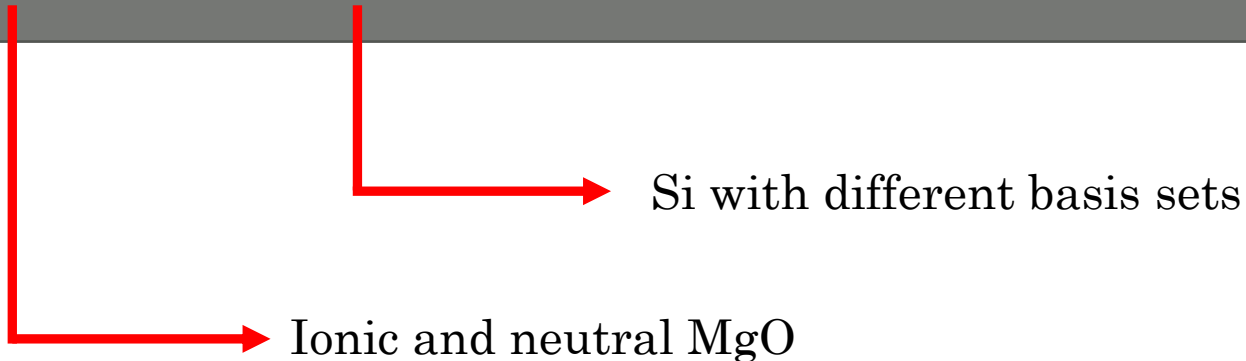 Si with different basis sets
Ionic and neutral MgO